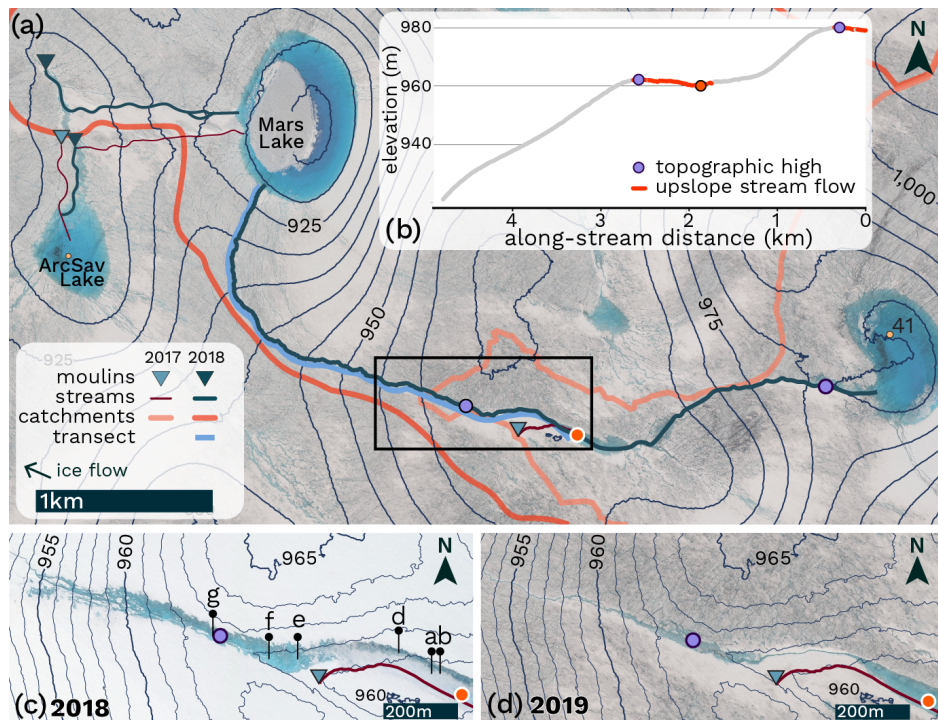 (a)
N
980
960
940
elevation (m)
topographic high
upslope stream flow
4
3
2
1
0
along-stream distance (km)
(b)
Mars
Lake
925
ArcSav
Lake
950
975
1,000
41
925
2017 2018
moulins
streams
catchments
transect
ice flow
1km
955
960
965
N
g
f
e
d
ab
960
200m
(c) 2018
955
960
965
N
960
200m
(d) 2019